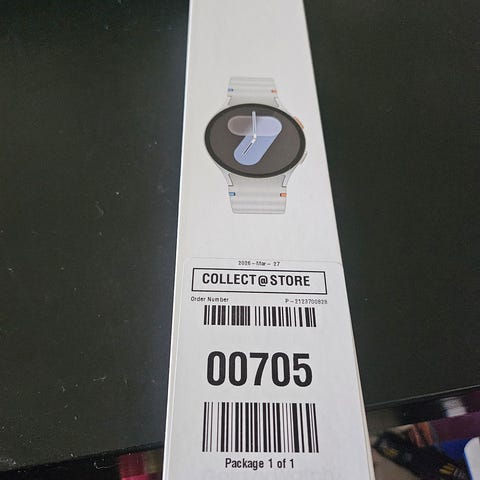 2026-Mar-27
COLLECT@STORE
Order Number P-2123700929
00705
Package 1 of 1